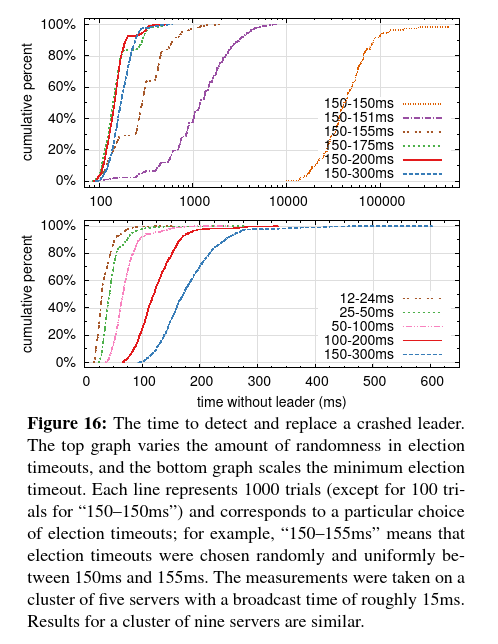 100%
80%
60%
40%
20%
0%
cumulative percent
150-150ms
150-151ms
150-155ms
150-175ms
150-200ms
150-300ms
100 1000 10000 100000
100%
80%
60%
40%
20%
0%
cumulative percent
12-24ms
25-50ms
50-100ms
100-200ms
150-300ms
0 100 200 300 400 500 600
time without leader (ms)
Figure 16: The time to detect and replace a crashed leader.
The top graph varies the amount of randomness in election
timeouts, and the bottom graph scales the minimum election
timeout. Each line represents 1000 trials (except for 100 tri-
als for “150–150ms”) and corresponds to a particular choice
of election timeouts; for example, “150–155ms” means that
election timeouts were chosen randomly and uniformly be-
tween 150ms and 155ms. The measurements were taken on a
cluster of five servers with a broadcast time of roughly 15ms.
Results for a cluster of nine servers are similar.